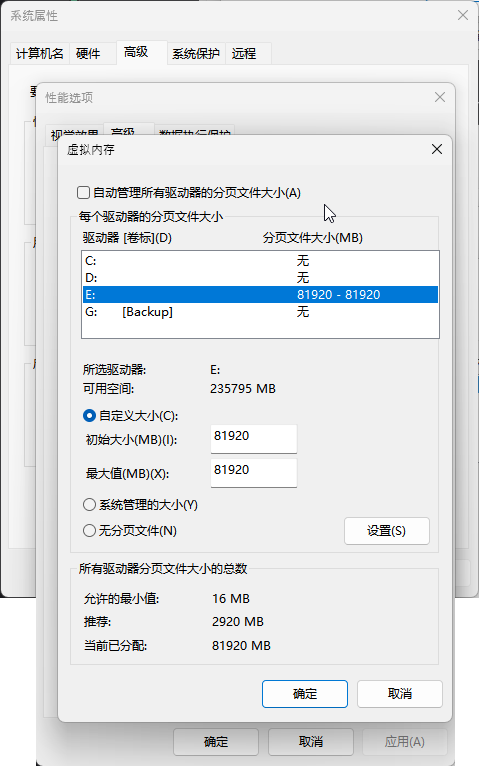 系统属性
计算机名 硬件 高级 系统保护 远程
性能选项
视觉效果 高级 数据执行保护
虚拟内存
自动管理所有驱动器的分页文件大小(A)
每个驱动器的分页文件大小
驱动器 [卷标](D) 分页文件大小(MB)
C: 无
D: 无
E: 81920 - 81920
G: [Backup] 无
所选驱动器: E:
可用空间: 235795 MB
自定义大小(C):
初始大小(MB)(I): 81920
最大值(MB)(X): 81920
系统管理的大小(Y)
无分页文件(N) 设置(S)
所有驱动器分页文件大小的总数
允许的最小值: 16 MB
推荐: 2920 MB
当前已分配: 81920 MB
确定 取消
确定 取消 应用(A)